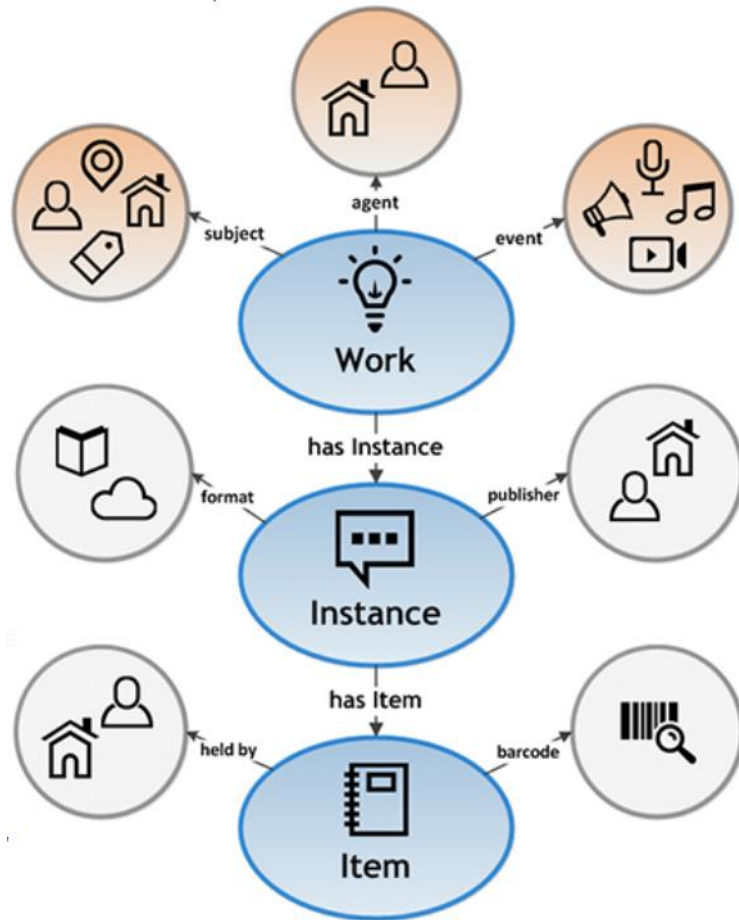 agent
subject
event
Work
has Instance
format
publisher
Instance
has Item
held by
barcode
Item